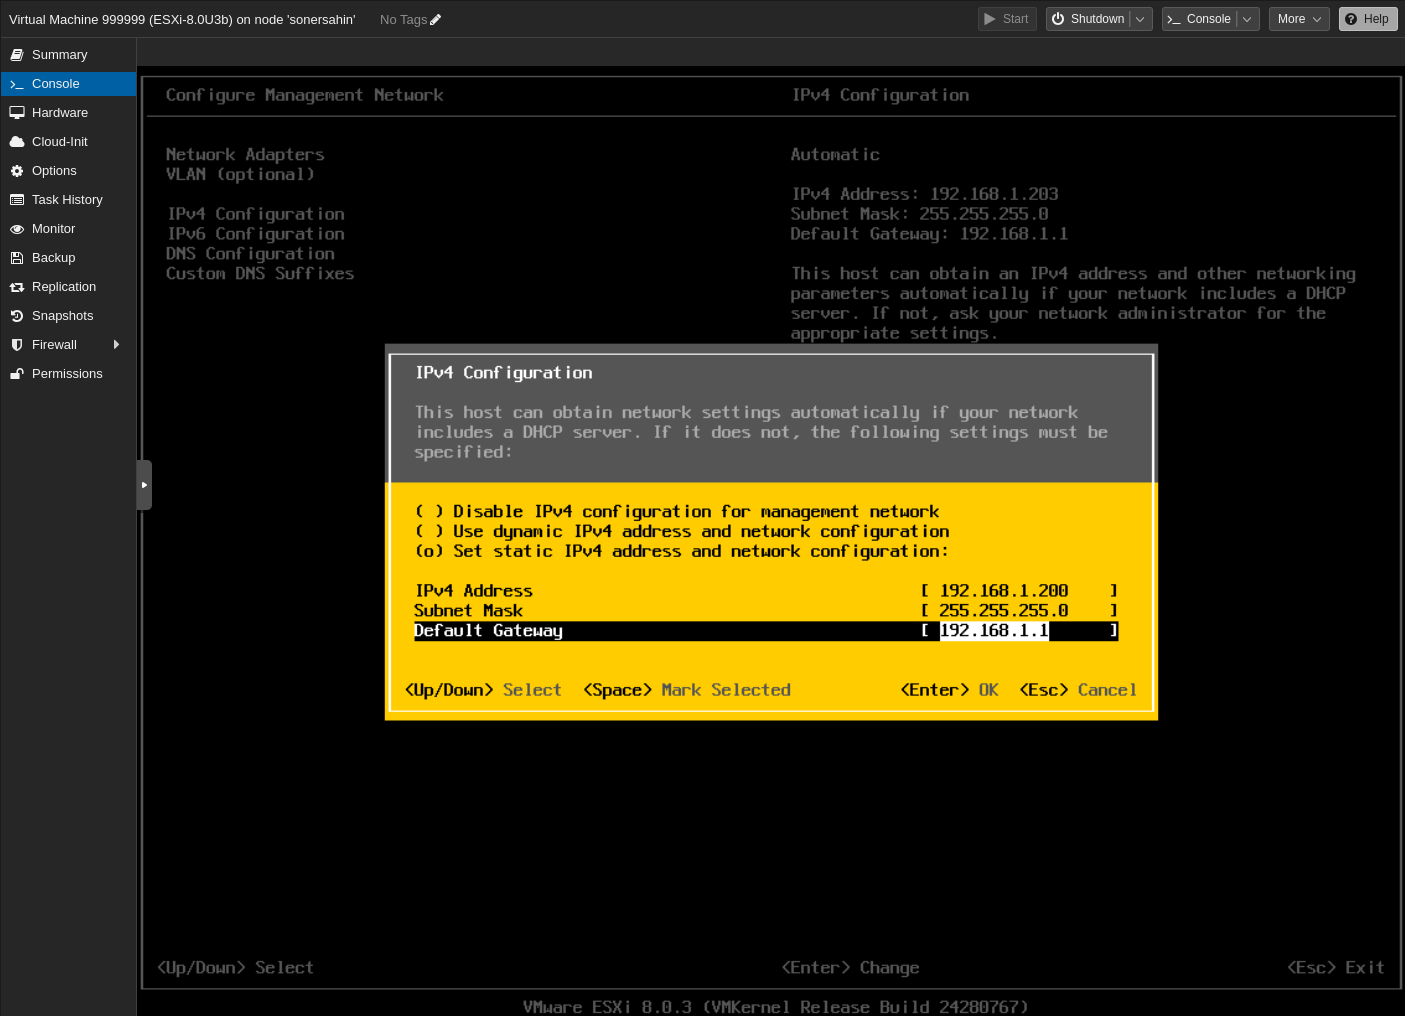 Virtual Machine 999999 (ESXi-8.0U3b) on node 'sonersahin' No Tags Start Shutdown Console More Help
Summary
Console
Hardware
Cloud-Init
Options
Task History
Monitor
Backup
Replication
Snapshots
Firewall
Permissions
Configure Management Network IPv4 Configuration
Network Adapters
VLAN (optional)
IPv4 Configuration
IPv6 Configuration
DNS Configuration
Custom DNS Suffixes
Automatic
IPv4 Address: 192.168.1.203
Subnet Mask: 255.255.255.0
Default Gateway: 192.168.1.1
This host can obtain an IPv4 address and other networking
parameters automatically if your network includes a DHCP
server. If not, ask your network administrator for the
appropriate settings.
IPv4 Configuration
This host can obtain network settings automatically if your network
includes a DHCP server. If it does not, the following settings must be
specified:
( ) Disable IPv4 configuration for management network
( ) Use dynamic IPv4 address and network configuration
(o) Set static IPv4 address and network configuration:
IPv4 Address [ 192.168.1.200 ]
Subnet Mask [ 255.255.255.0 ]
Default Gateway [ 192.168.1.1 ]
<Up/Down> Select <Space> Mark Selected <Enter> OK <Esc> Cancel
<Up/Down> Select <Enter> Change <Esc> Exit
VMware ESXi 8.0.3 (VMKernel Release Build 24280767)